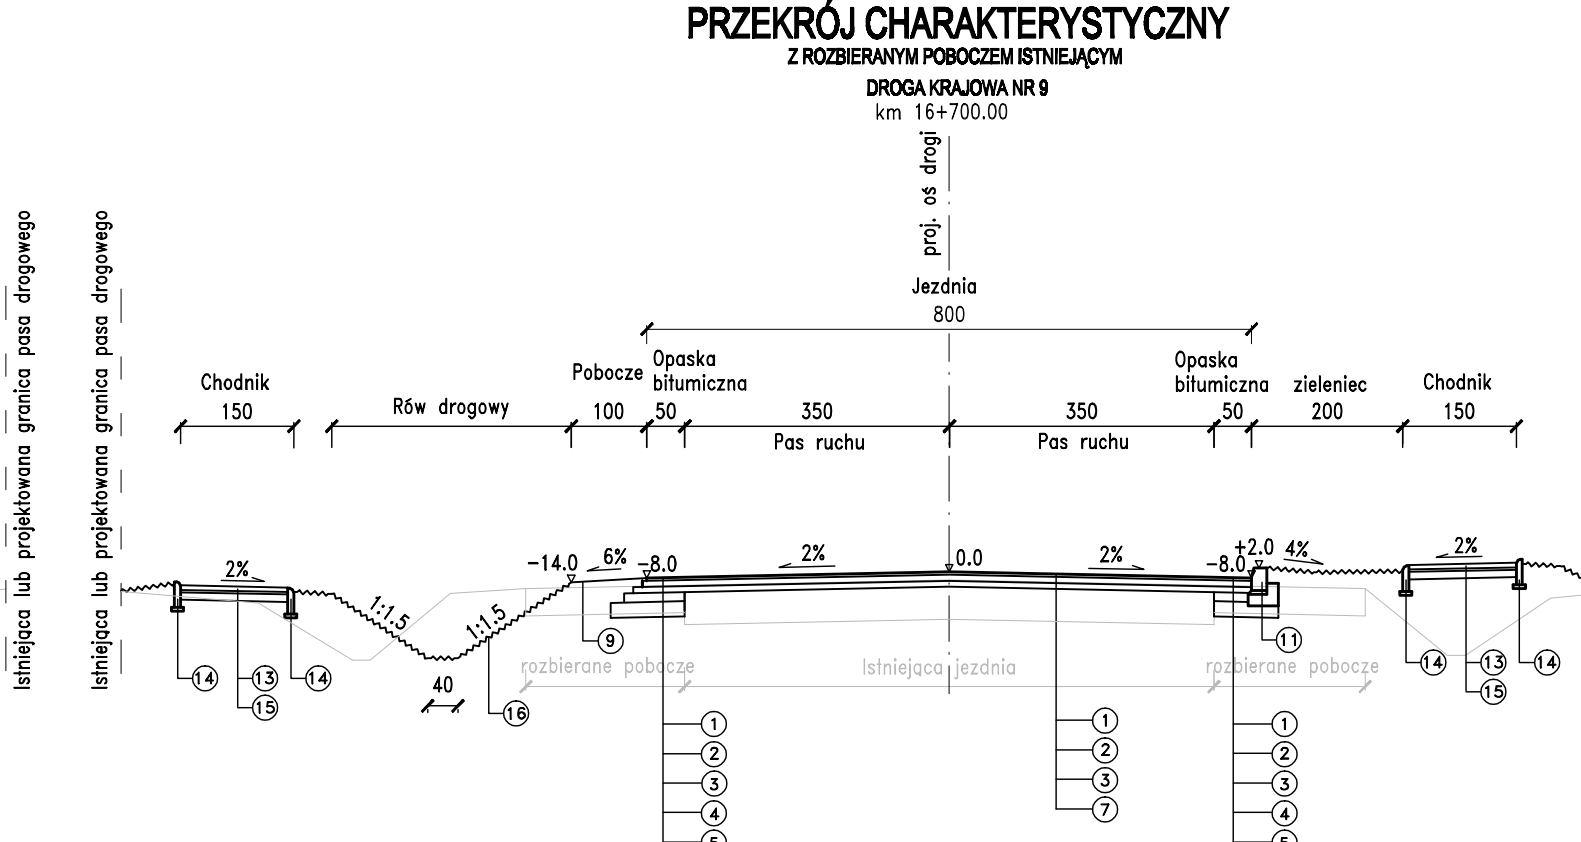 PRZEKRÓJ CHARAKTERYSTYCZNY
Z ROZBIERANYM POBOCZEM ISTNIEJĄCYM
DROGA KRAJOWA NR 9
km 16+700.00
proj. oś drogi
Istniejąca lub projektowana granica pasa drogowego
Istniejąca lub projektowana granica pasa drogowego
Jezdnia
800
Chodnik
150
Rów drogowy
Pobocze
100
Opaska
bitumiczna
50
350
Pas ruchu
350
Pas ruchu
Opaska
bitumiczna
50
zieleniec
200
Chodnik
150
2%
1:1.5
1:1.5
-14.0
6%
-8.0
2%
0.0
2%
-8.0
+2.0
4%
2%
14
13
15
14
40
16
9
rozbierane pobocze
Istniejąca jezdnia
rozbierane pobocze
11
14
13
15
14
1
2
3
4
5
1
2
3
7
1
2
3
4
5